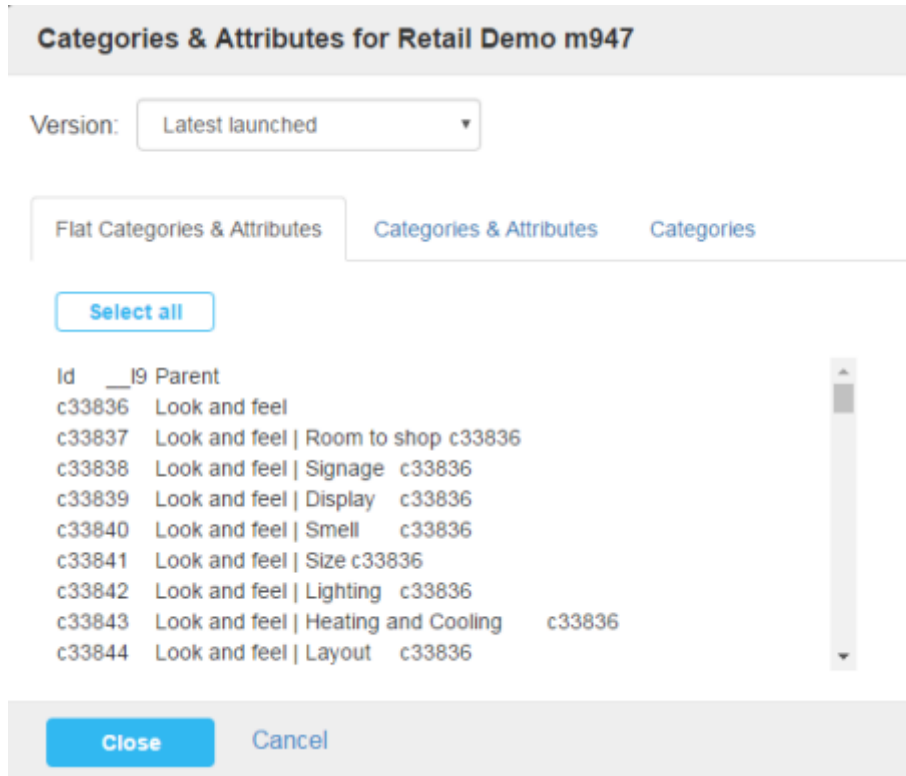 Categories & Attributes for Retail Demo m947
Version: Latest launched
Flat Categories & Attributes Categories & Attributes Categories
Select all
Id __l9 Parent
c33836 Look and feel
c33837 Look and feel | Room to shop c33836
c33838 Look and feel | Signage c33836
c33839 Look and feel | Display c33836
c33840 Look and feel | Smell c33836
c33841 Look and feel | Size c33836
c33842 Look and feel | Lighting c33836
c33843 Look and feel | Heating and Cooling c33836
c33844 Look and feel | Layout c33836
Close Cancel